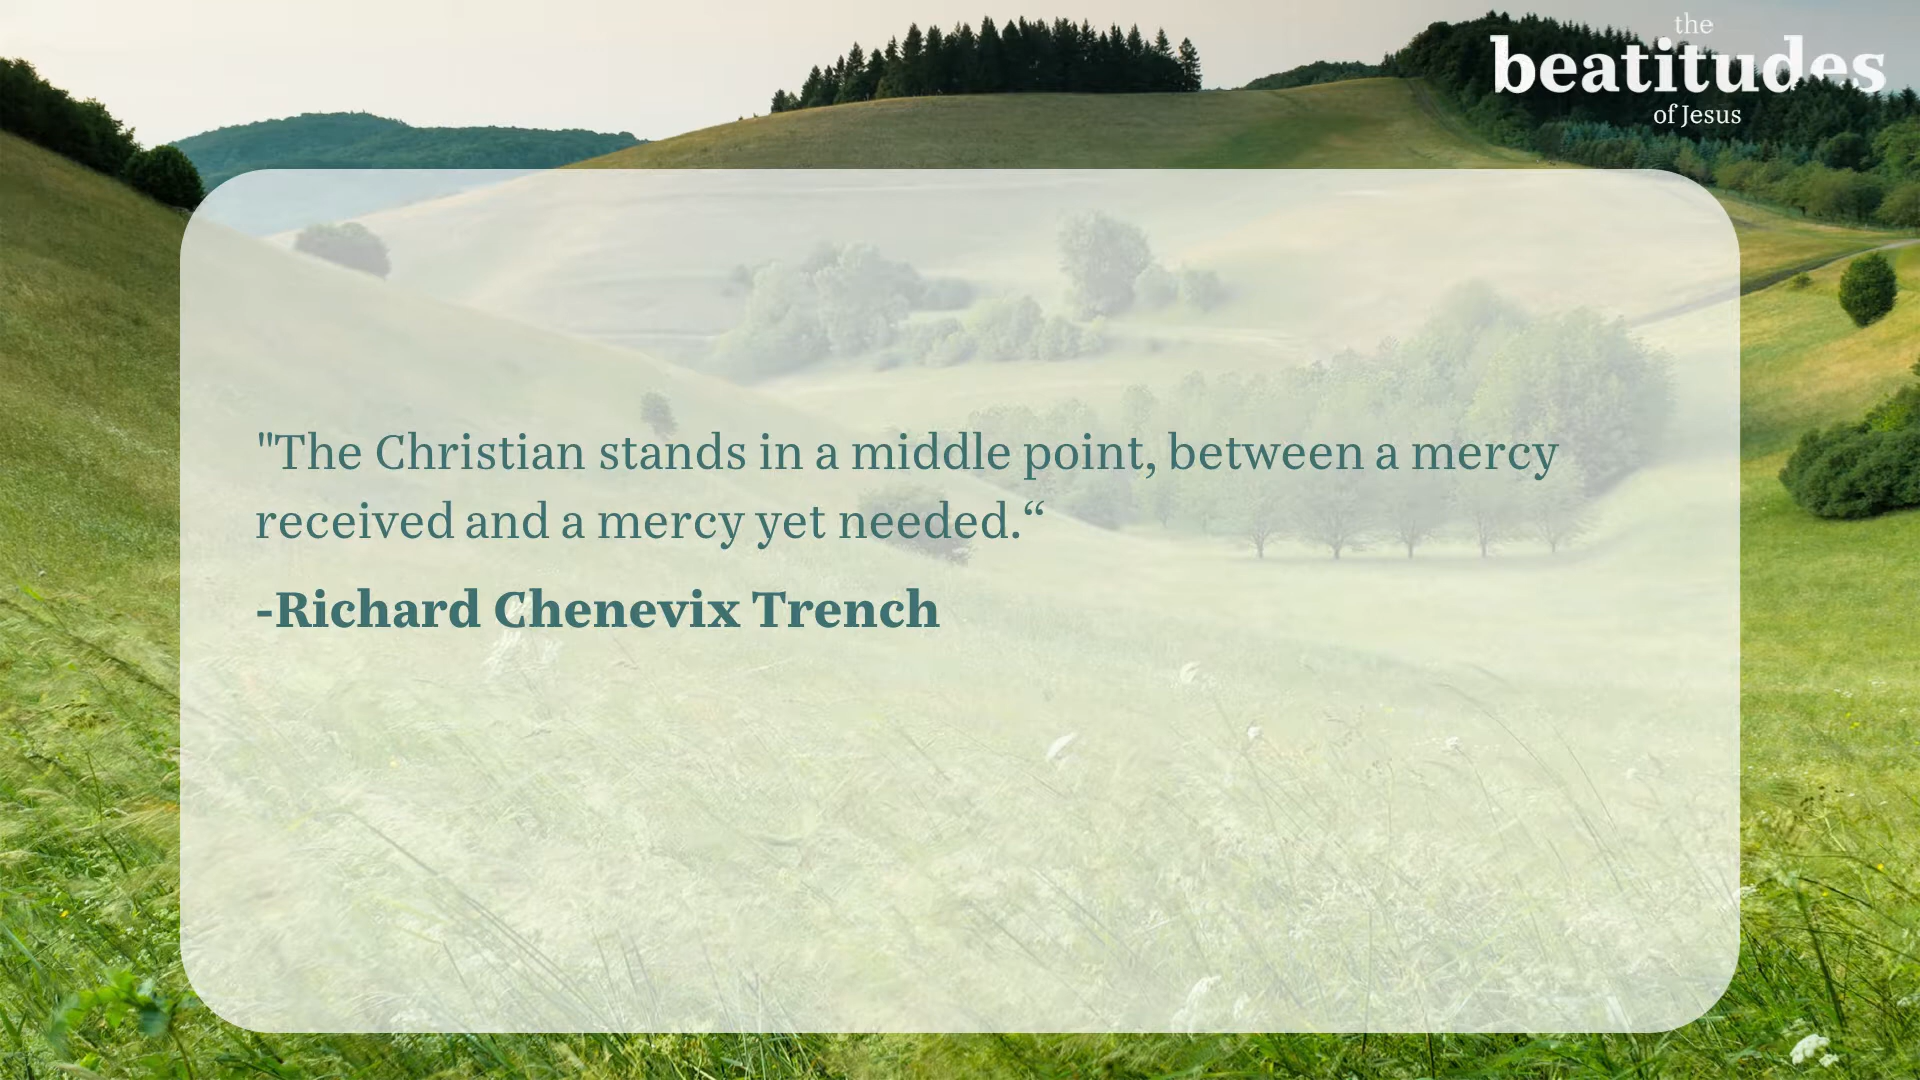 the
beatitudes
of Jesus
"The Christian stands in a middle point, between a mercy
received and a mercy yet needed.“
-Richard Chenevix Trench